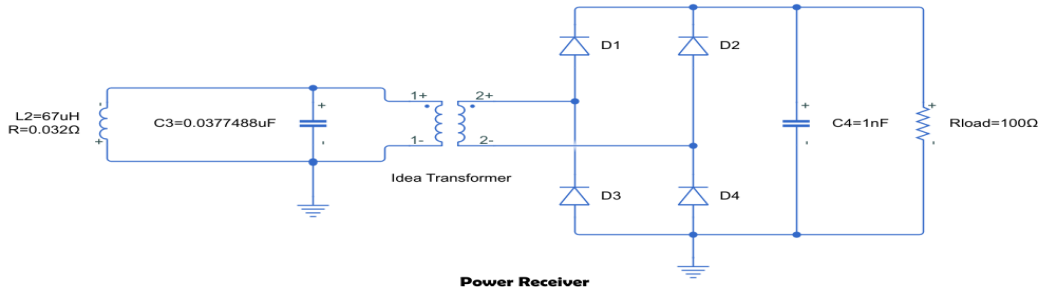 D1
D2
1+
2+
L2=67uH
R=0.032Ω
-
+
C3=0.0377488uF
+
-
1-
2-
Idea Transformer
+
-
C4=1nF
+
-
Rload=100Ω
D3
D4
Power Receiver